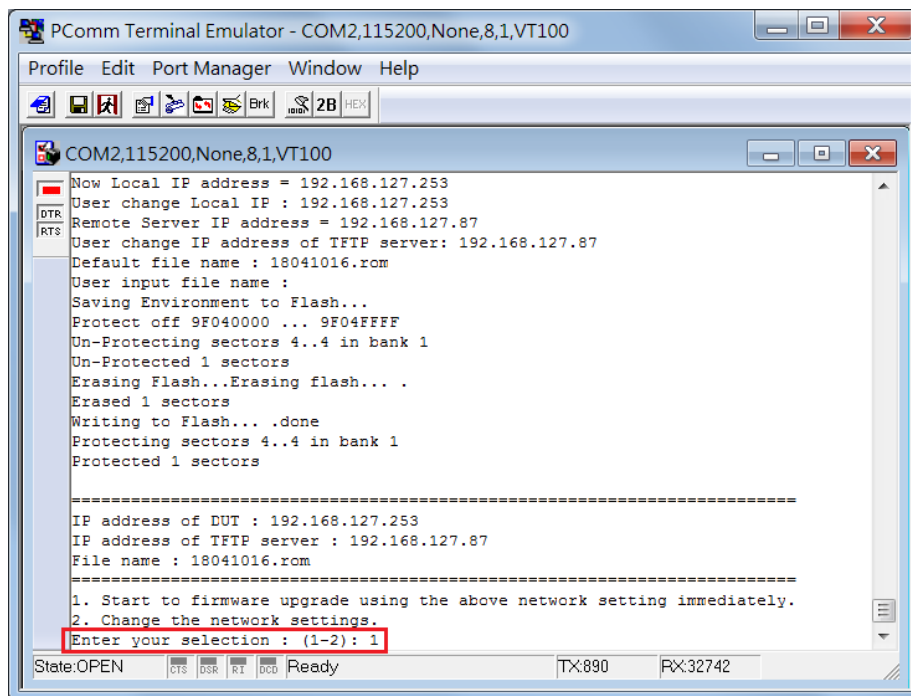 PComm Terminal Emulator - COM2,115200,None,8,1,VT100
Profile Edit Port Manager Window Help
Brk 2B HEX
COM2,115200,None,8,1,VT100
DTR
RTS
Now Local IP address = 192.168.127.253
User change Local IP : 192.168.127.253
Remote Server IP address = 192.168.127.87
User change IP address of TFTP server: 192.168.127.87
Default file name : 18041016.rom
User input file name :
Saving Environment to Flash...
Protect off 9F040000 ... 9F04FFFF
Un-Protecting sectors 4..4 in bank 1
Un-Protected 1 sectors
Erasing Flash...Erasing flash... .
Erased 1 sectors
Writing to Flash... .done
Protecting sectors 4..4 in bank 1
Protected 1 sectors
=========================================================================
IP address of DUT : 192.168.127.253
IP address of TFTP server : 192.168.127.87
File name : 18041016.rom
=========================================================================
1. Start to firmware upgrade using the above network setting immediately.
2. Change the network settings.
Enter your selection : (1-2): 1
State:OPEN CTS DSR RI DCD Ready TX:890 RX:32742